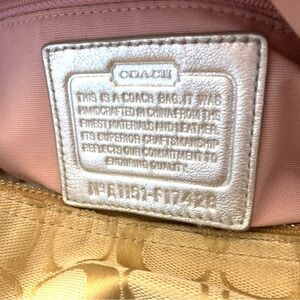 COACH
THIS IS A COACH BAG. IT WAS
HANDCRAFTED IN CHINA FROM THE
FINEST MATERIALS AND LEATHER.
ITS SUPERIOR CRAFTSMANSHIP
REFLECTS OUR COMMITMENT TO
ENDURING QUALITY.
Nº A1151-F17428